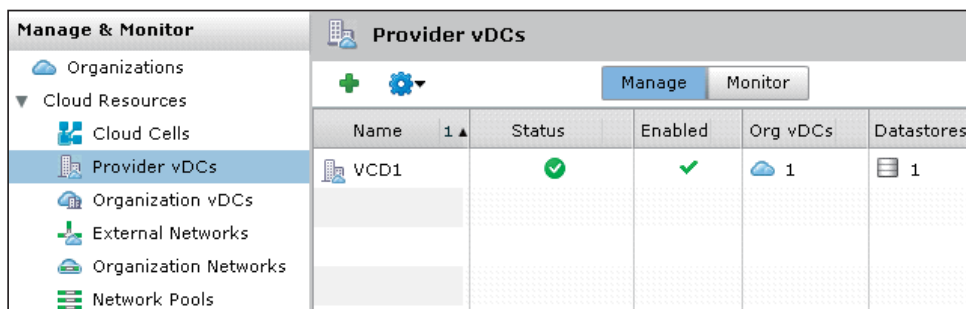 Manage & Monitor
Organizations
Cloud Resources
Cloud Cells
Provider vDCs
Organization vDCs
External Networks
Organization Networks
Network Pools
Provider vDCs
Manage Monitor
Name 1 Status Enabled Org vDCs Datastores
VCD1 1 1